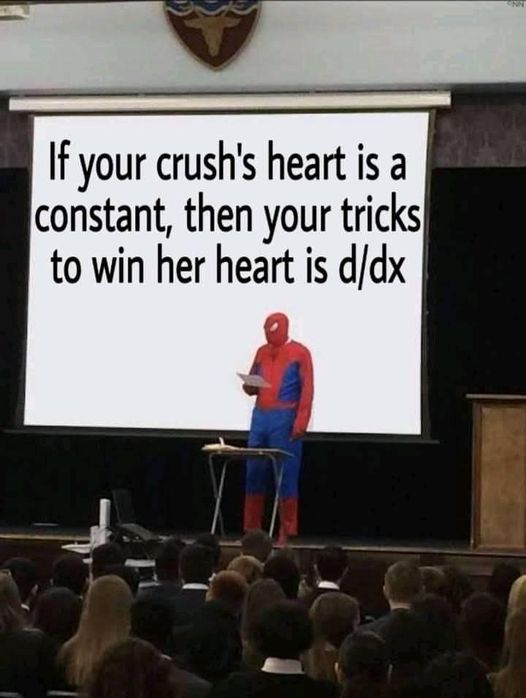 If your crush's heart is a
constant, then your tricks
to win her heart is d/dx